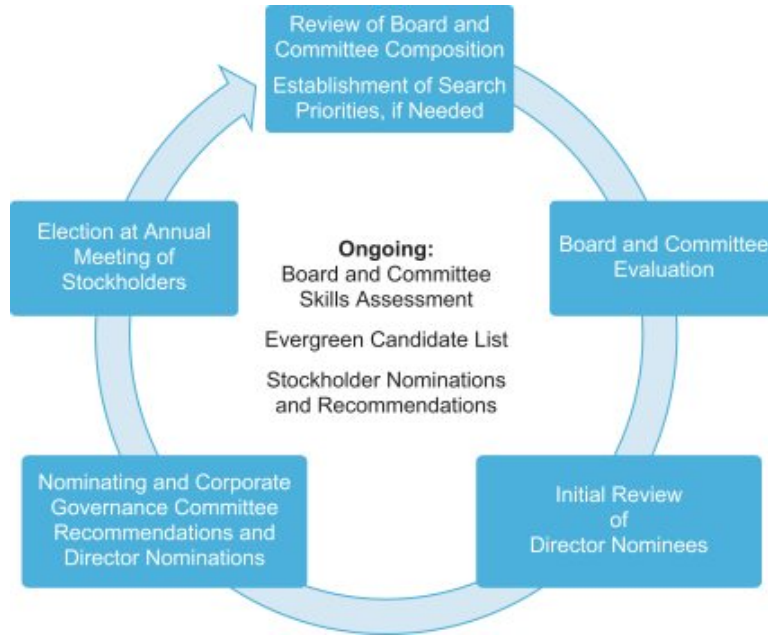 Review of Board and
Committee Composition
Establishment of Search
Priorities, if Needed
Board and Committee
Evaluation
Initial Review
of
Director Nominees
Nominating and Corporate
Governance Committee
Recommendations and
Director Nominations
Election at Annual
Meeting of
Stockholders
Ongoing:
Board and Committee
Skills Assessment
Evergreen Candidate List
Stockholder Nominations
and Recommendations